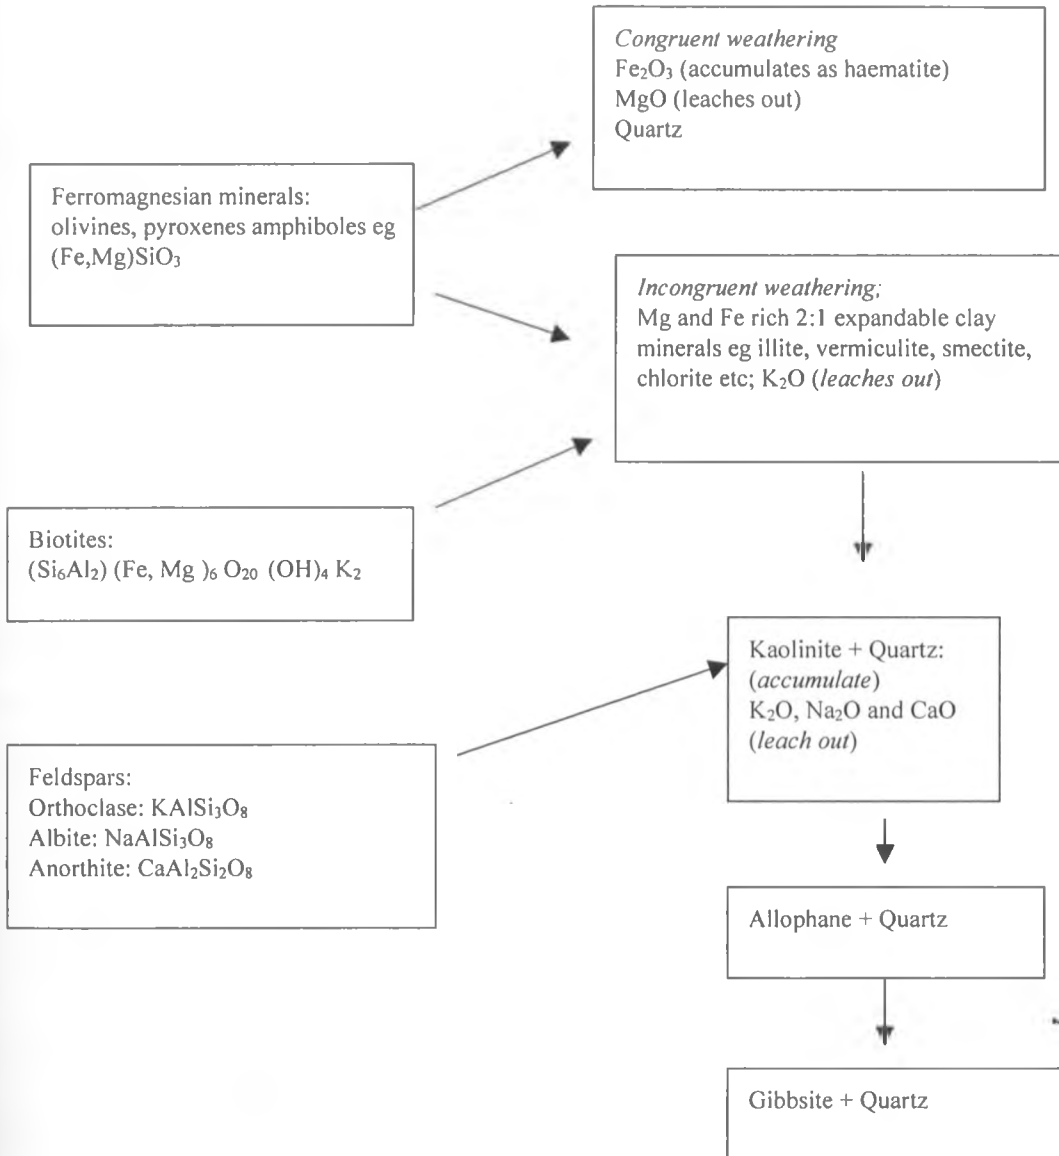 Congruent weathering
Fe₂O₃ (accumulates as haematite)
MgO (leaches out)
Quartz
Ferromagnesian minerals:
olivines, pyroxenes amphiboles eg
(Fe,Mg)SiO₃
Incongruent weathering;
Mg and Fe rich 2:1 expandable clay
minerals eg illite, vermiculite, smectite,
chlorite etc; K₂O (leaches out)
Biotites:
(Si₆Al₂) (Fe, Mg )₆ O₂₀ (OH)₄ K₂
Kaolinite + Quartz:
(accumulate)
K₂O, Na₂O and CaO
(leach out)
Feldspars:
Orthoclase: KAlSi₃O₈
Albite: NaAlSi₃O₈
Anorthite: CaAl₂Si₂O₈
Allophane + Quartz
Gibbsite + Quartz